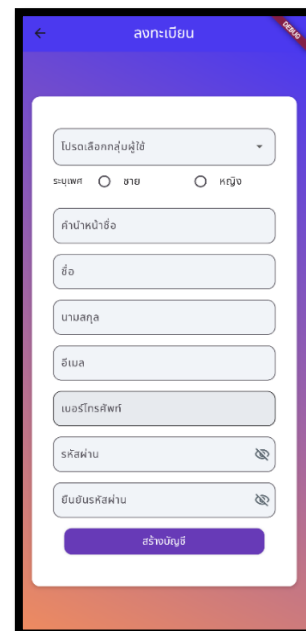 ลงทะเบียน
DEBUG
โปรดเลือกกลุ่มผู้ใช้
ระบุเพศ ชาย หญิง
คำนำหน้าชื่อ
ชื่อ
นามสกุล
อีเมล
เบอร์โทรศัพท์
รหัสผ่าน
ยืนยันรหัสผ่าน
สร้างบัญชี